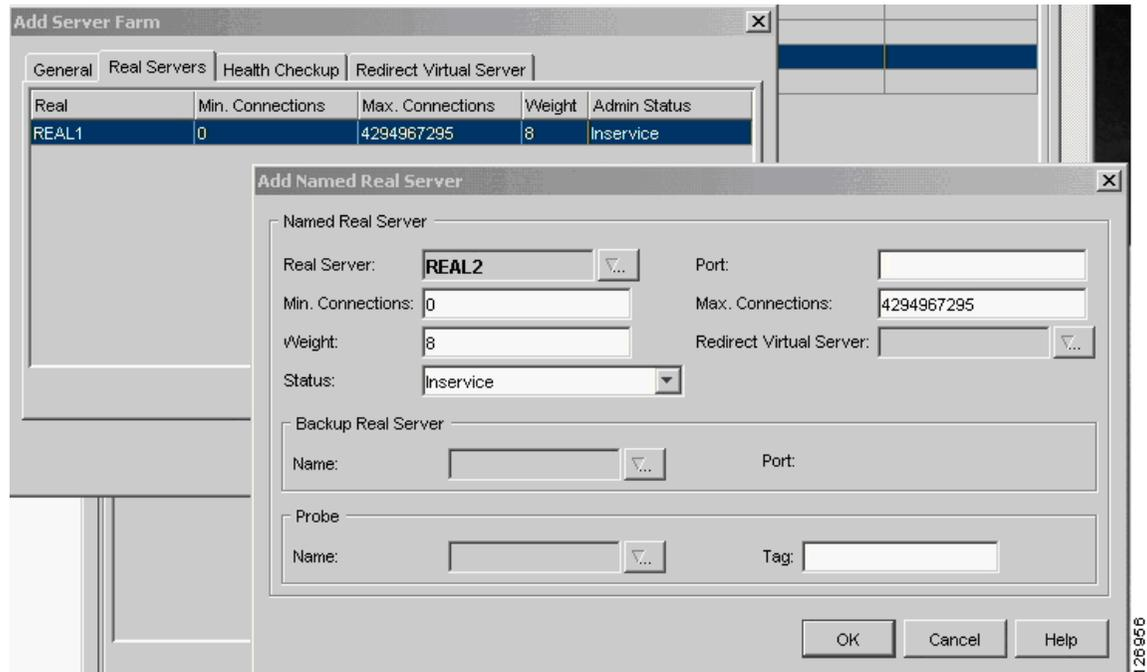 Add Server Farm
General Real Servers Health Checkup Redirect Virtual Server
Real Min. Connections Max. Connections Weight Admin Status
REAL1 0 4294967295 8 Inservice
Add Named Real Server
Named Real Server
Real Server: REAL2 ... Port:
Min. Connections: 0 Max. Connections: 4294967295
Weight: 8 Redirect Virtual Server: ...
Status: Inservice
Backup Real Server
Name: ... Port:
Probe
Name: ... Tag:
OK Cancel Help
26956